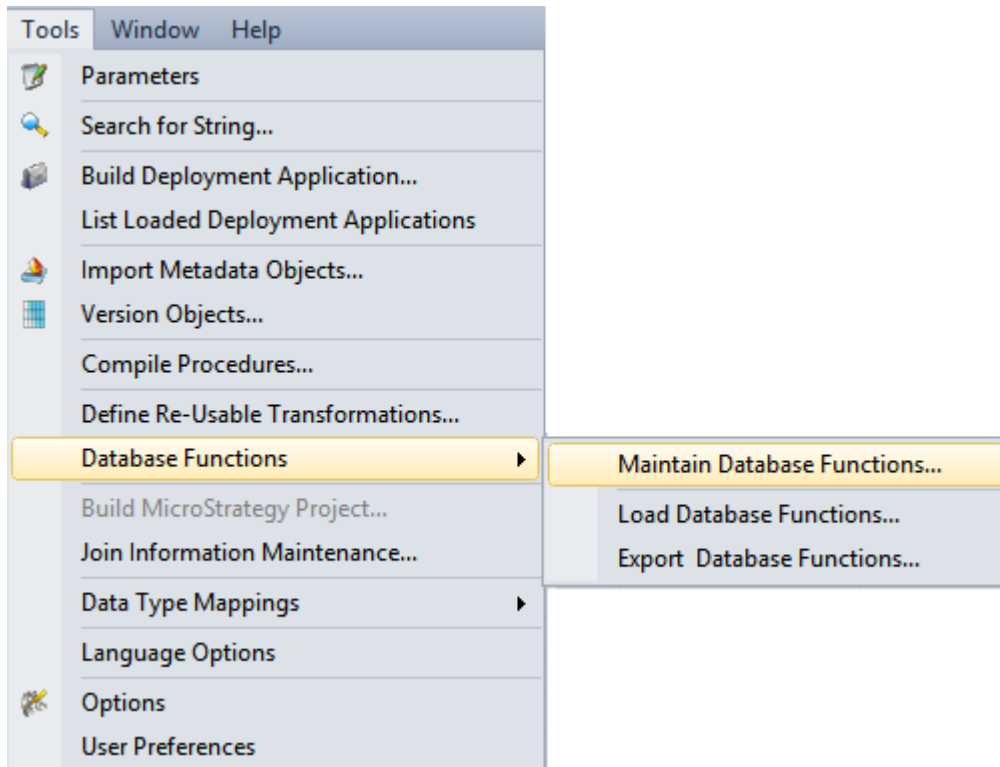 Tools Window Help
Parameters
Search for String...
Build Deployment Application...
List Loaded Deployment Applications
Import Metadata Objects...
Version Objects...
Compile Procedures...
Define Re-Usable Transformations...
Database Functions
Maintain Database Functions...
Load Database Functions...
Export  Database Functions...
Build MicroStrategy Project...
Join Information Maintenance...
Data Type Mappings
Language Options
Options
User Preferences